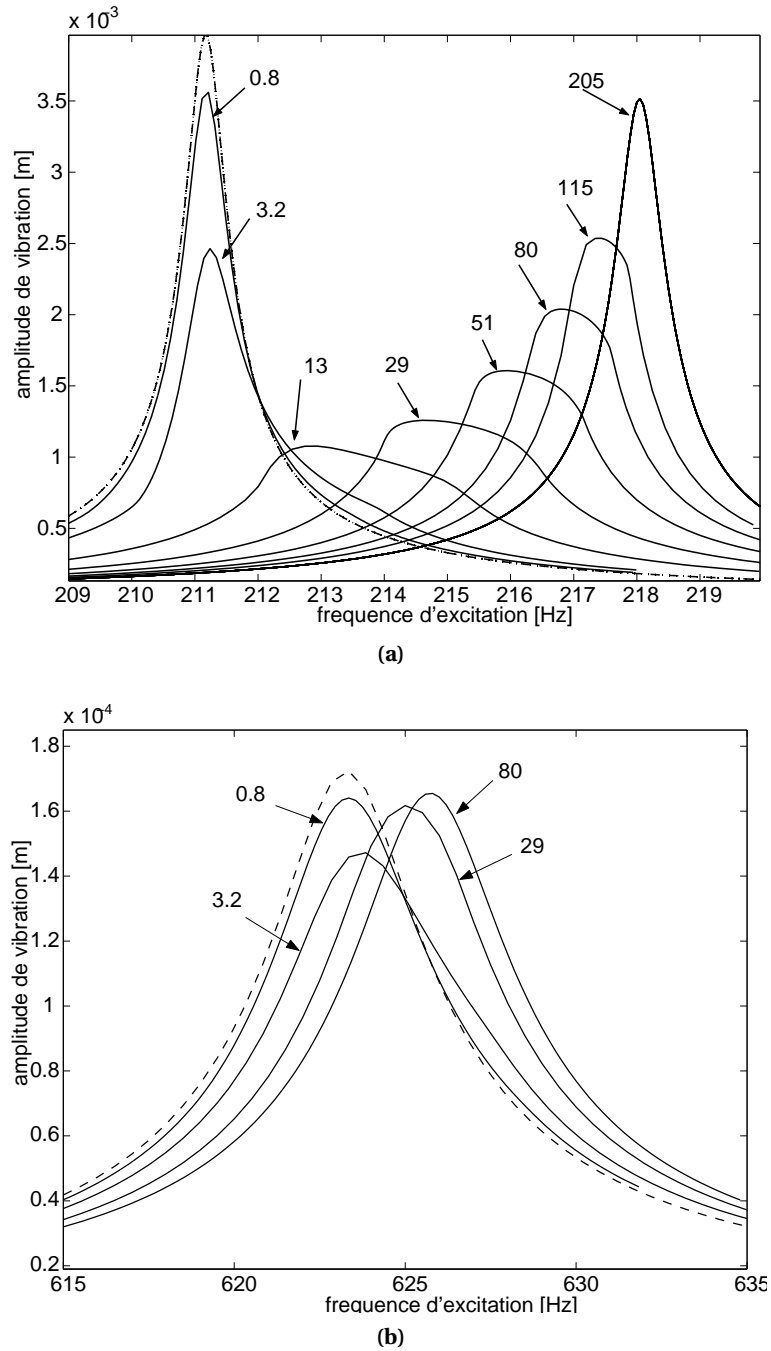 x 10⁻³
amplitude de vibration [m]
3.5
3
2.5
2
1.5
1
0.5
0.8
3.2
13
29
51
80
115
205
209 210 211 212 213 214 215 216 217 218 219
frequence d'excitation [Hz]
(a)
x 10⁻⁴
amplitude de vibration [m]
1.8
1.6
1.4
1.2
1
0.8
0.6
0.4
0.2
0.8
3.2
80
29
615 620 625 630 635
frequence d'excitation [Hz]
(b)